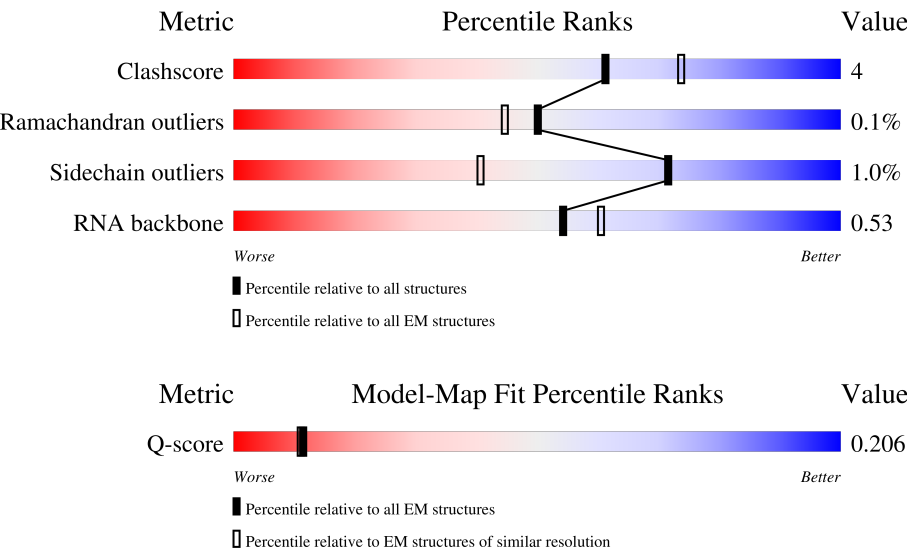 Metric Percentile Ranks Value
Clashscore 4
Ramachandran outliers 0.1%
Sidechain outliers 1.0%
RNA backbone 0.53
Worse Better
Percentile relative to all structures
Percentile relative to all EM structures
Metric Model-Map Fit Percentile Ranks Value
Q-score 0.206
Worse Better
Percentile relative to all EM structures
Percentile relative to EM structures of similar resolution